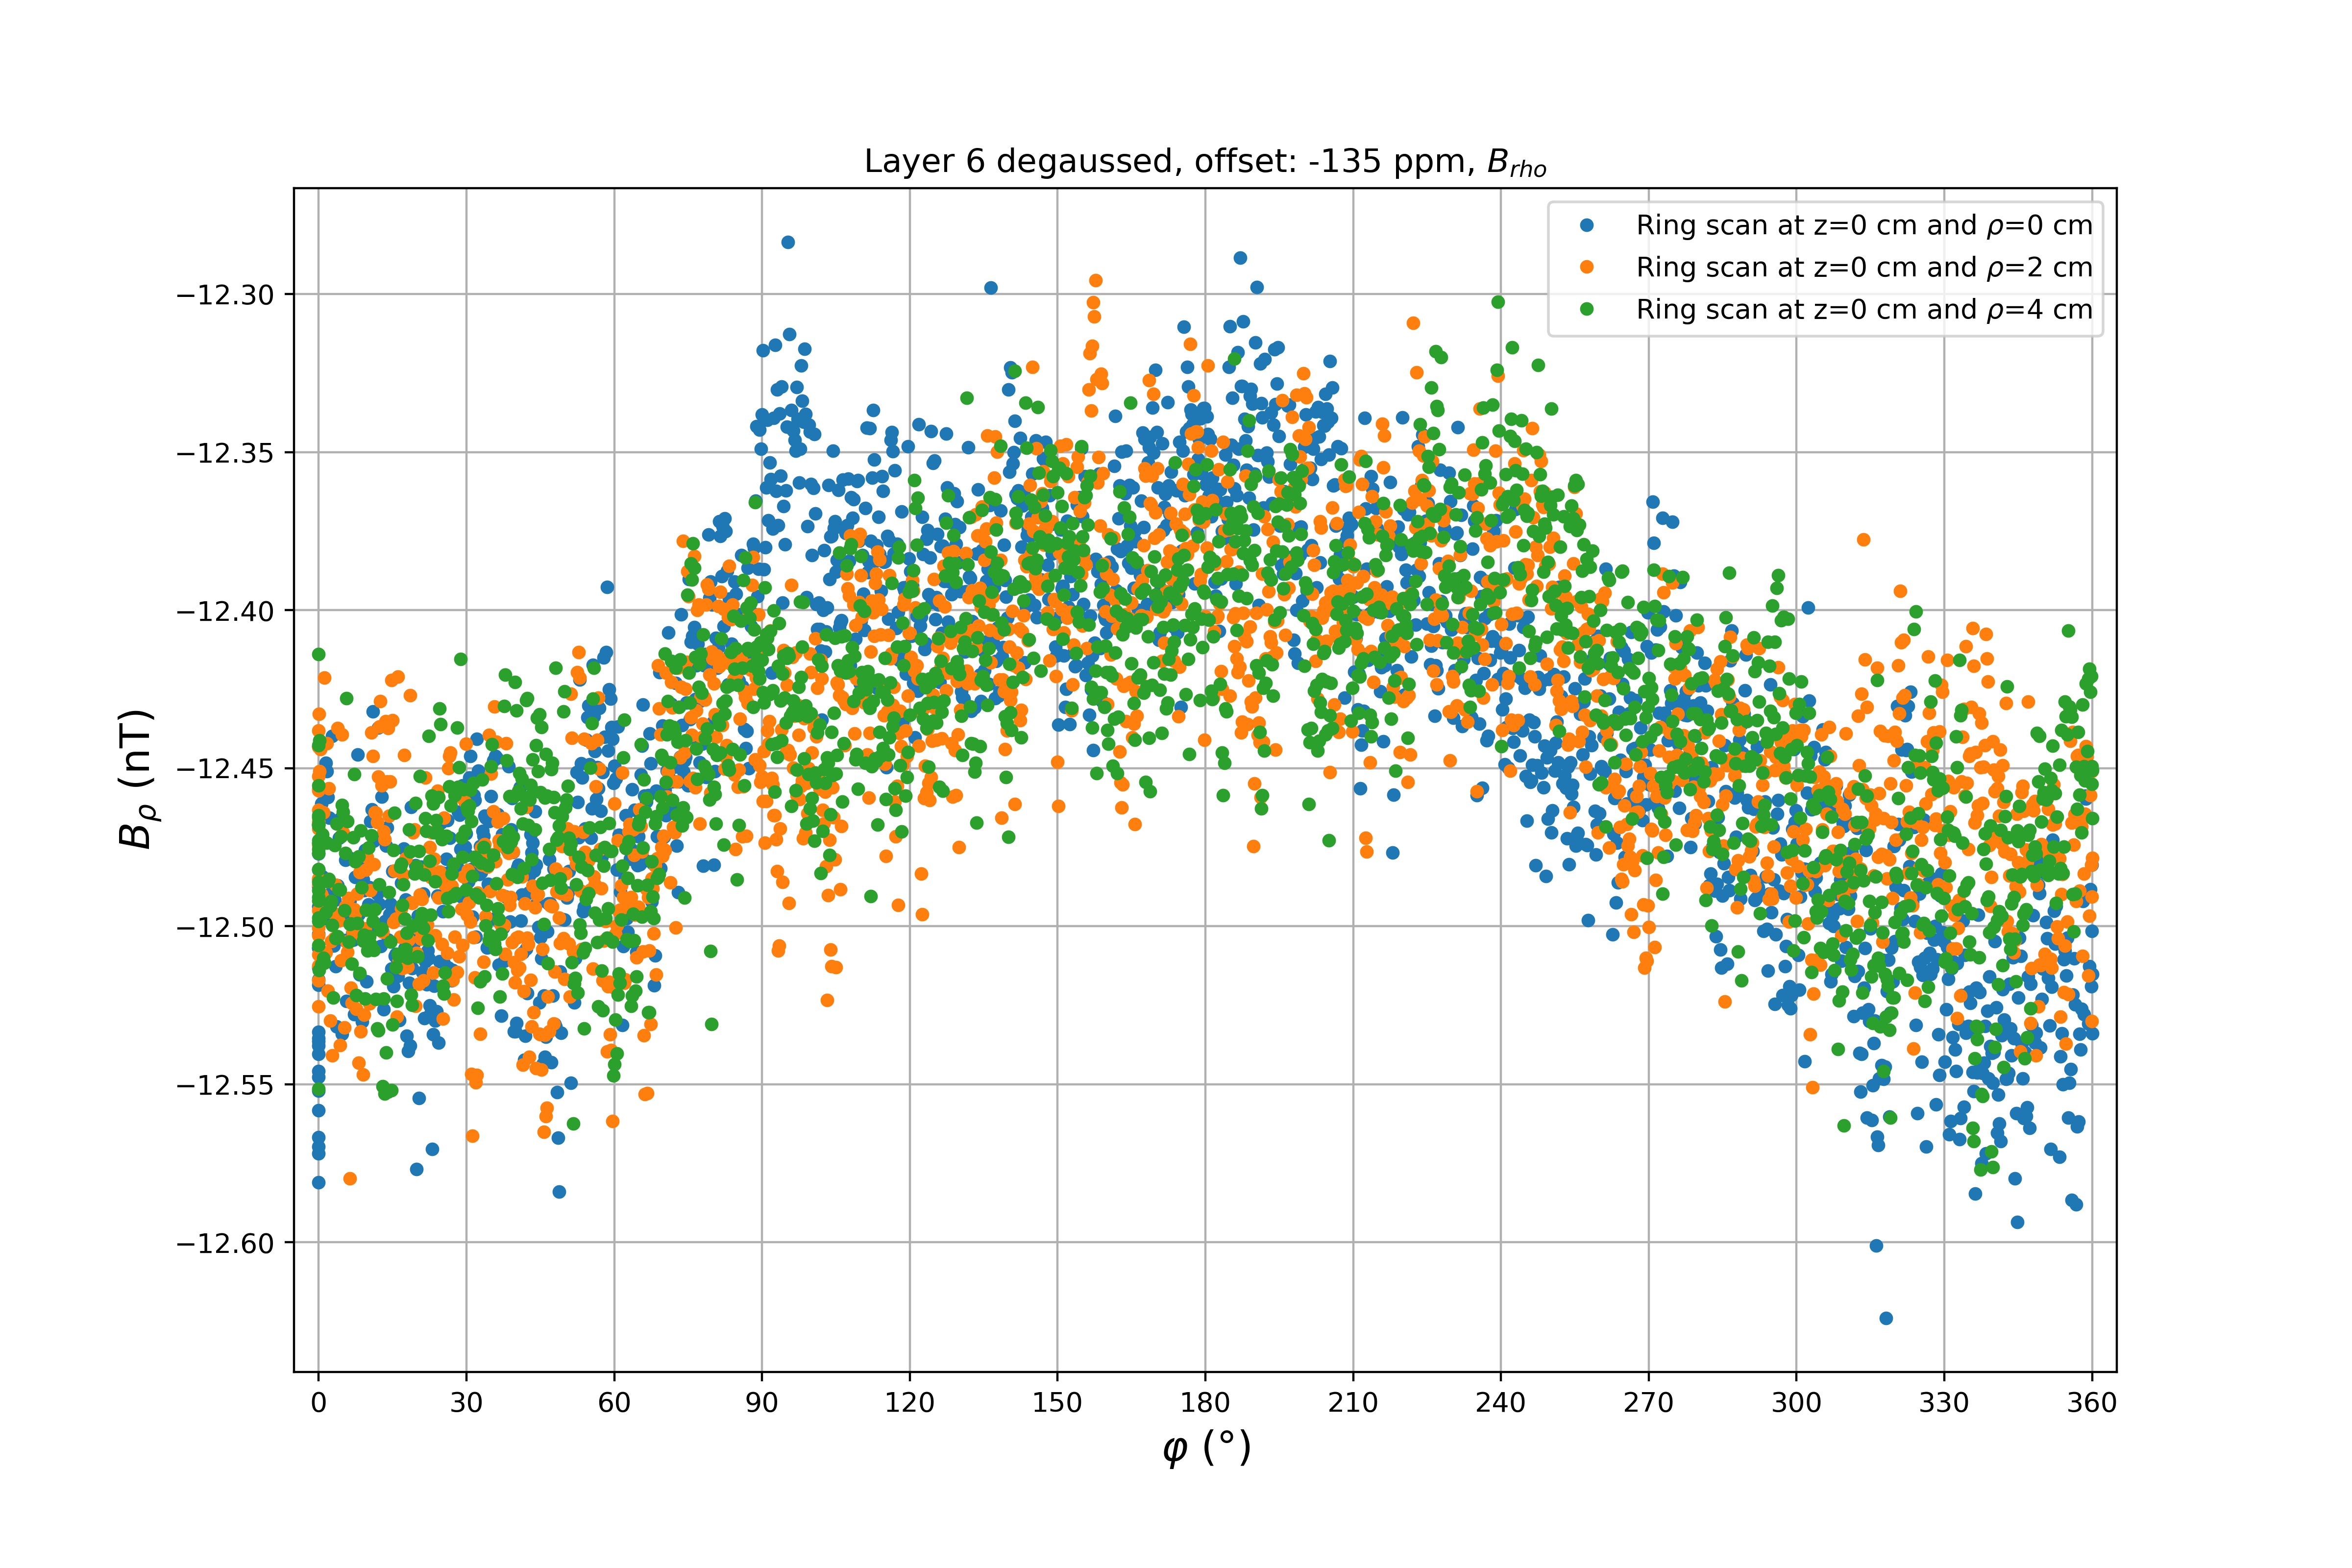 Layer 6 degaussed, offset: -135 ppm, B_rho
Ring scan at z=0 cm and ρ=0 cm
Ring scan at z=0 cm and ρ=2 cm
Ring scan at z=0 cm and ρ=4 cm
−12.30
−12.35
−12.40
−12.45
−12.50
−12.55
−12.60
B_ρ (nT)
0 30 60 90 120 150 180 210 240 270 300 330 360
φ (°)